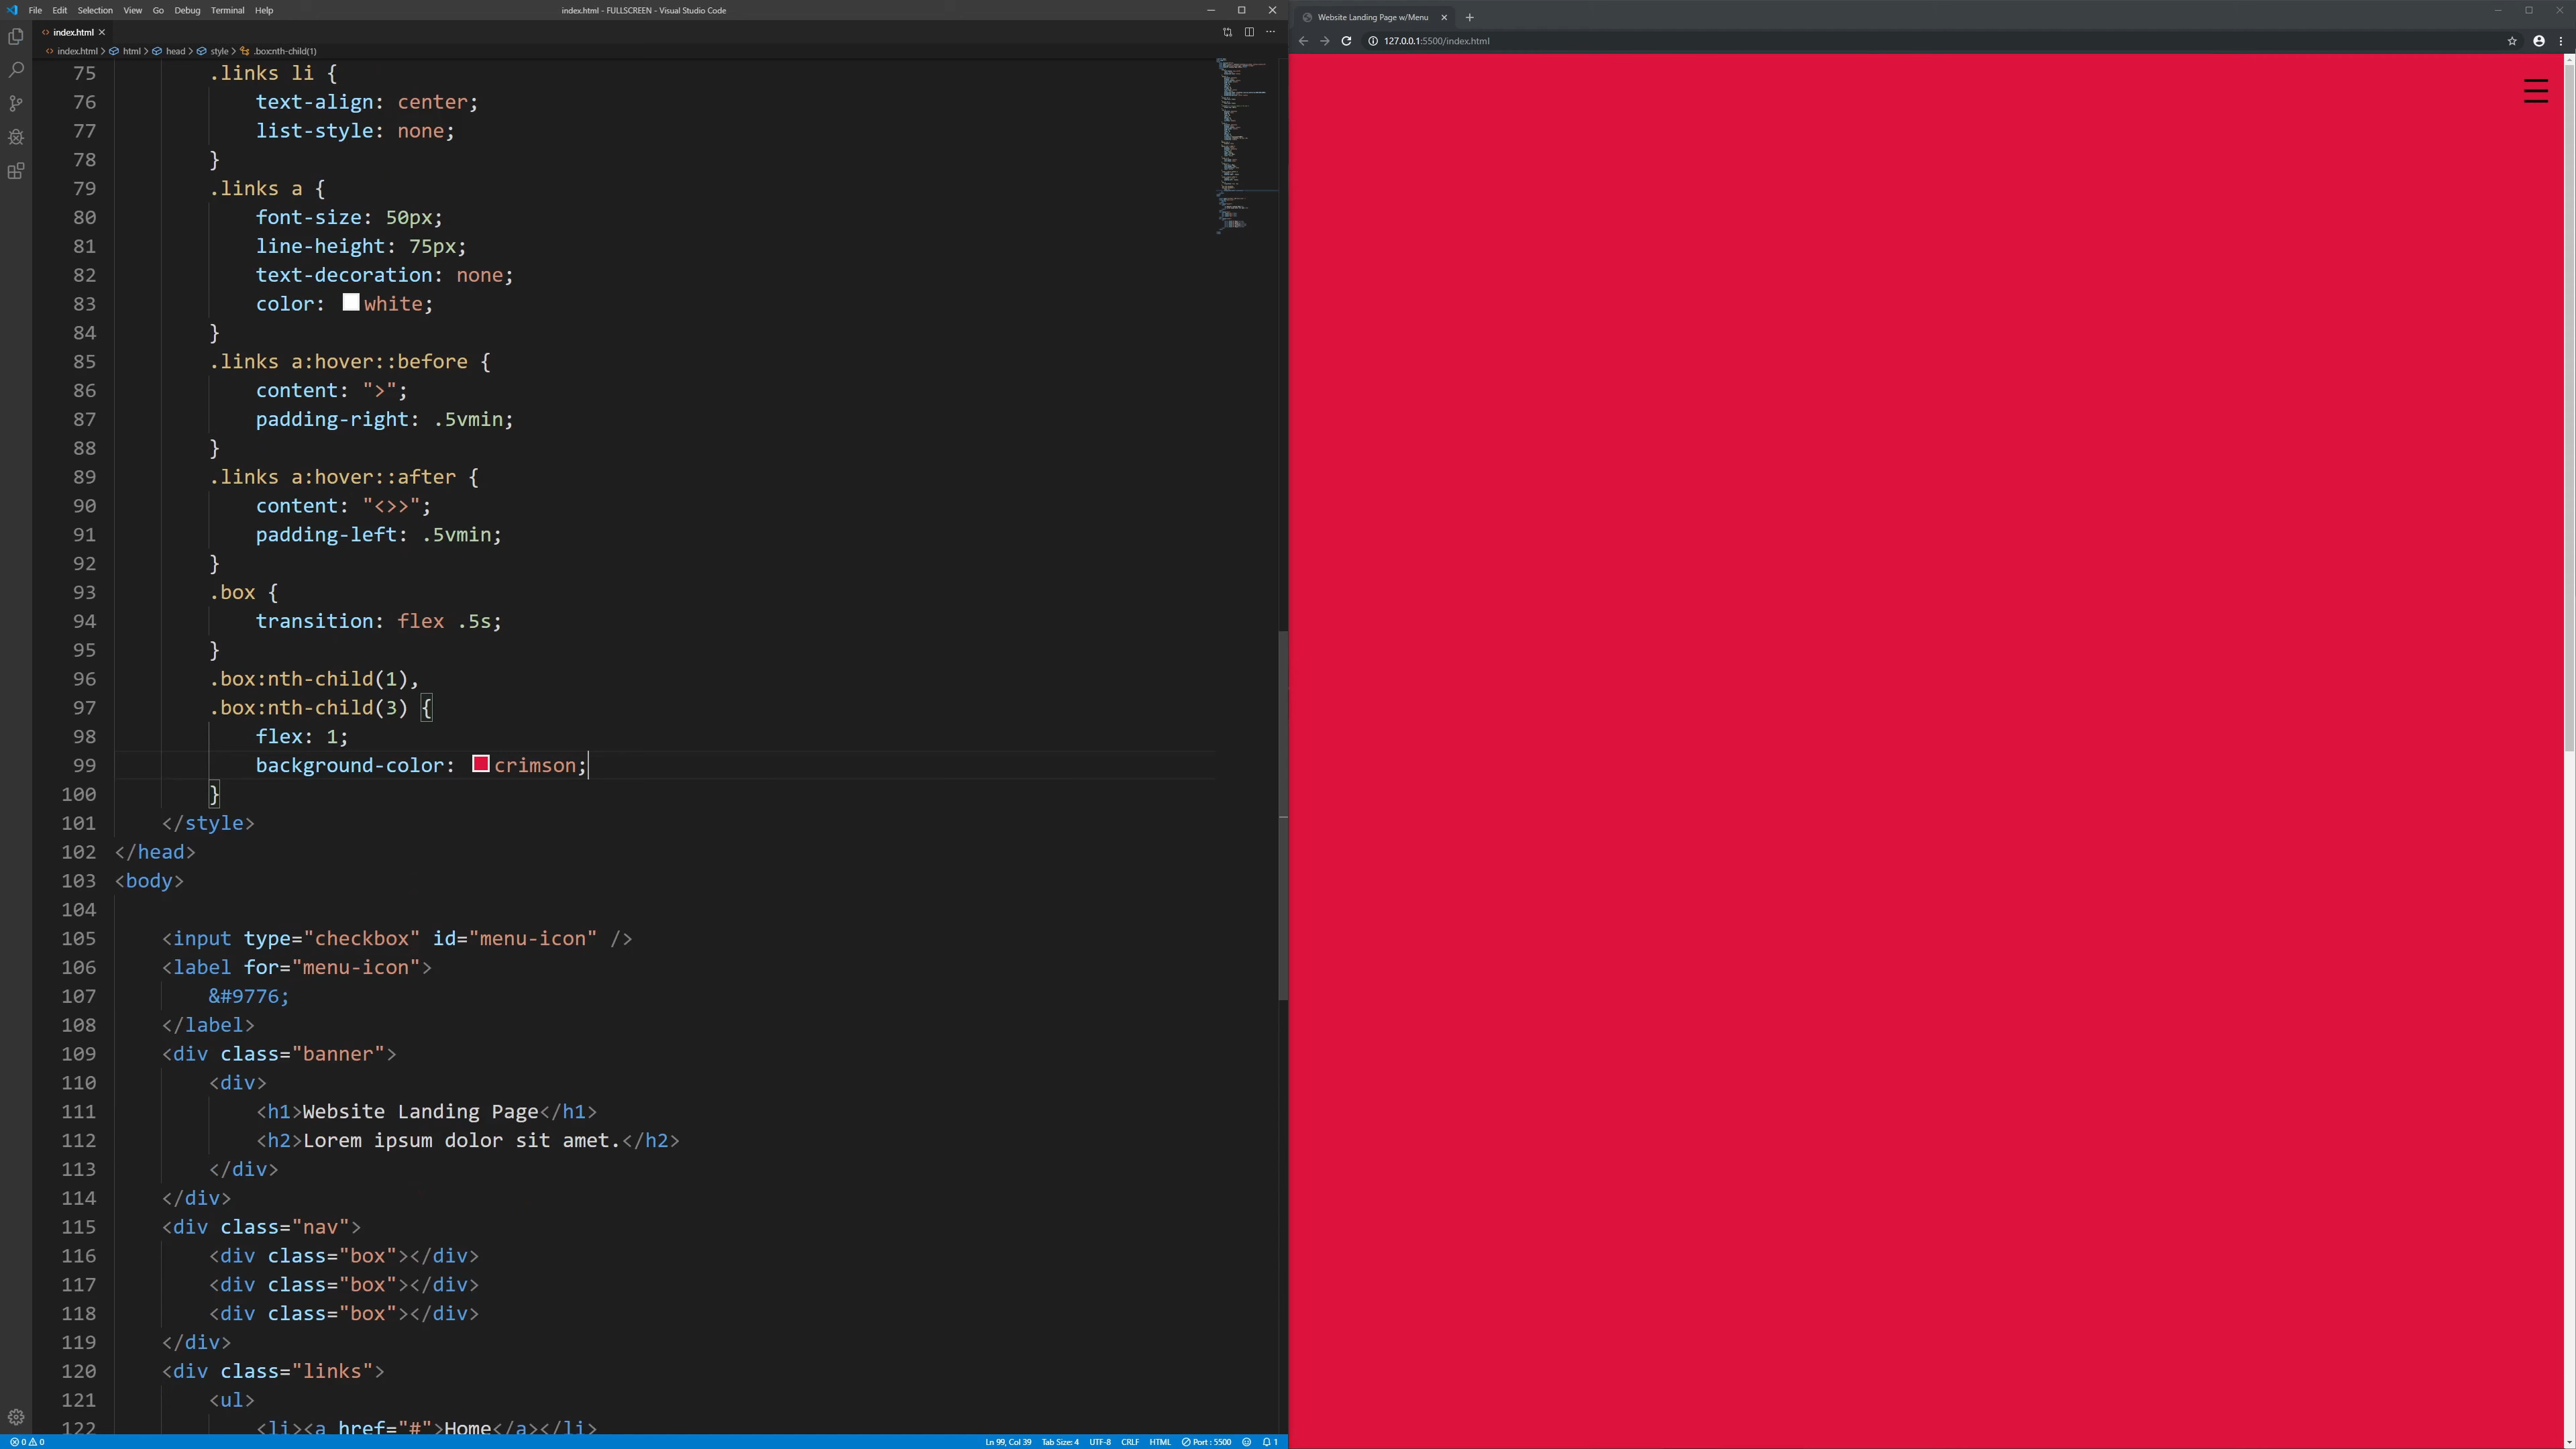 File Edit Selection View Go Debug Terminal Help
index.html - FULLSCREEN - Visual Studio Code
index.html
index.html > html > head > style > .box:nth-child(1)
75 .links li {
76 text-align: center;
77 list-style: none;
78 }
79 .links a {
80 font-size: 50px;
81 line-height: 75px;
82 text-decoration: none;
83 color: white;
84 }
85 .links a:hover::before {
86 content: ">";
87 padding-right: .5vmin;
88 }
89 .links a:hover::after {
90 content: "<>>";
91 padding-left: .5vmin;
92 }
93 .box {
94 transition: flex .5s;
95 }
96 .box:nth-child(1),
97 .box:nth-child(3) {
98 flex: 1;
99 background-color: crimson;
100 }
101 </style>
102 </head>
103 <body>
104
105 <input type="checkbox" id="menu-icon" />
106 <label for="menu-icon">
107 &#9776;
108 </label>
109 <div class="banner">
110 <div>
111 <h1>Website Landing Page</h1>
112 <h2>Lorem ipsum dolor sit amet.</h2>
113 </div>
114 </div>
115 <div class="nav">
116 <div class="box"></div>
117 <div class="box"></div>
118 <div class="box"></div>
119 </div>
120 <div class="links">
121 <ul>
122 <li><a href="#">Home</a></li>
0 0
Ln 99, Col 39 Tab Size: 4 UTF-8 CRLF HTML Port : 5500 1
Website Landing Page w/Menu
127.0.0.1:5500/index.html